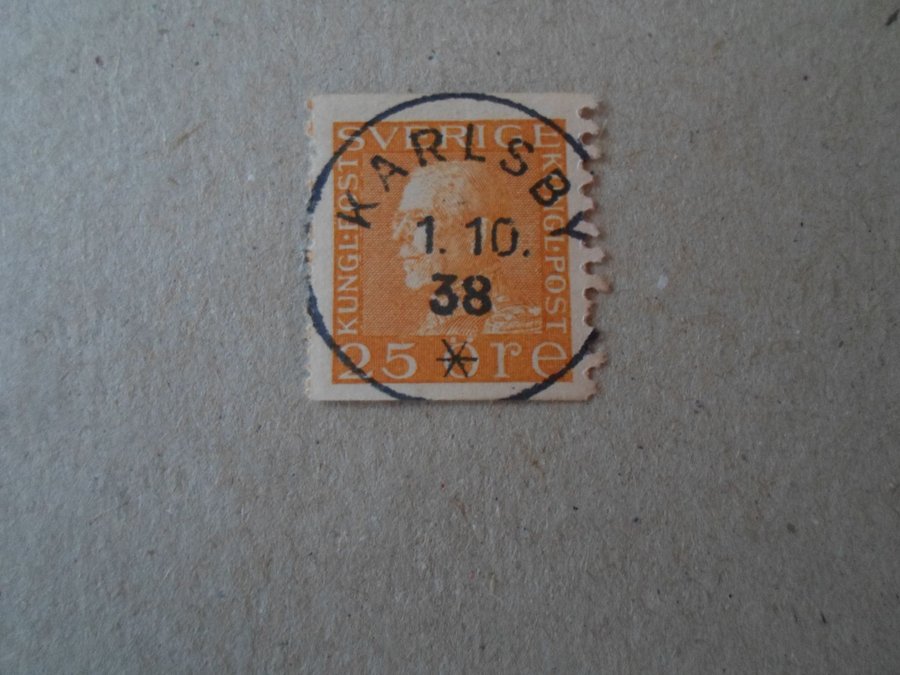 SVERIGE
KUNGL. POST
KUNGL. POST
25 öre
KARLSBY
1. 10.
38